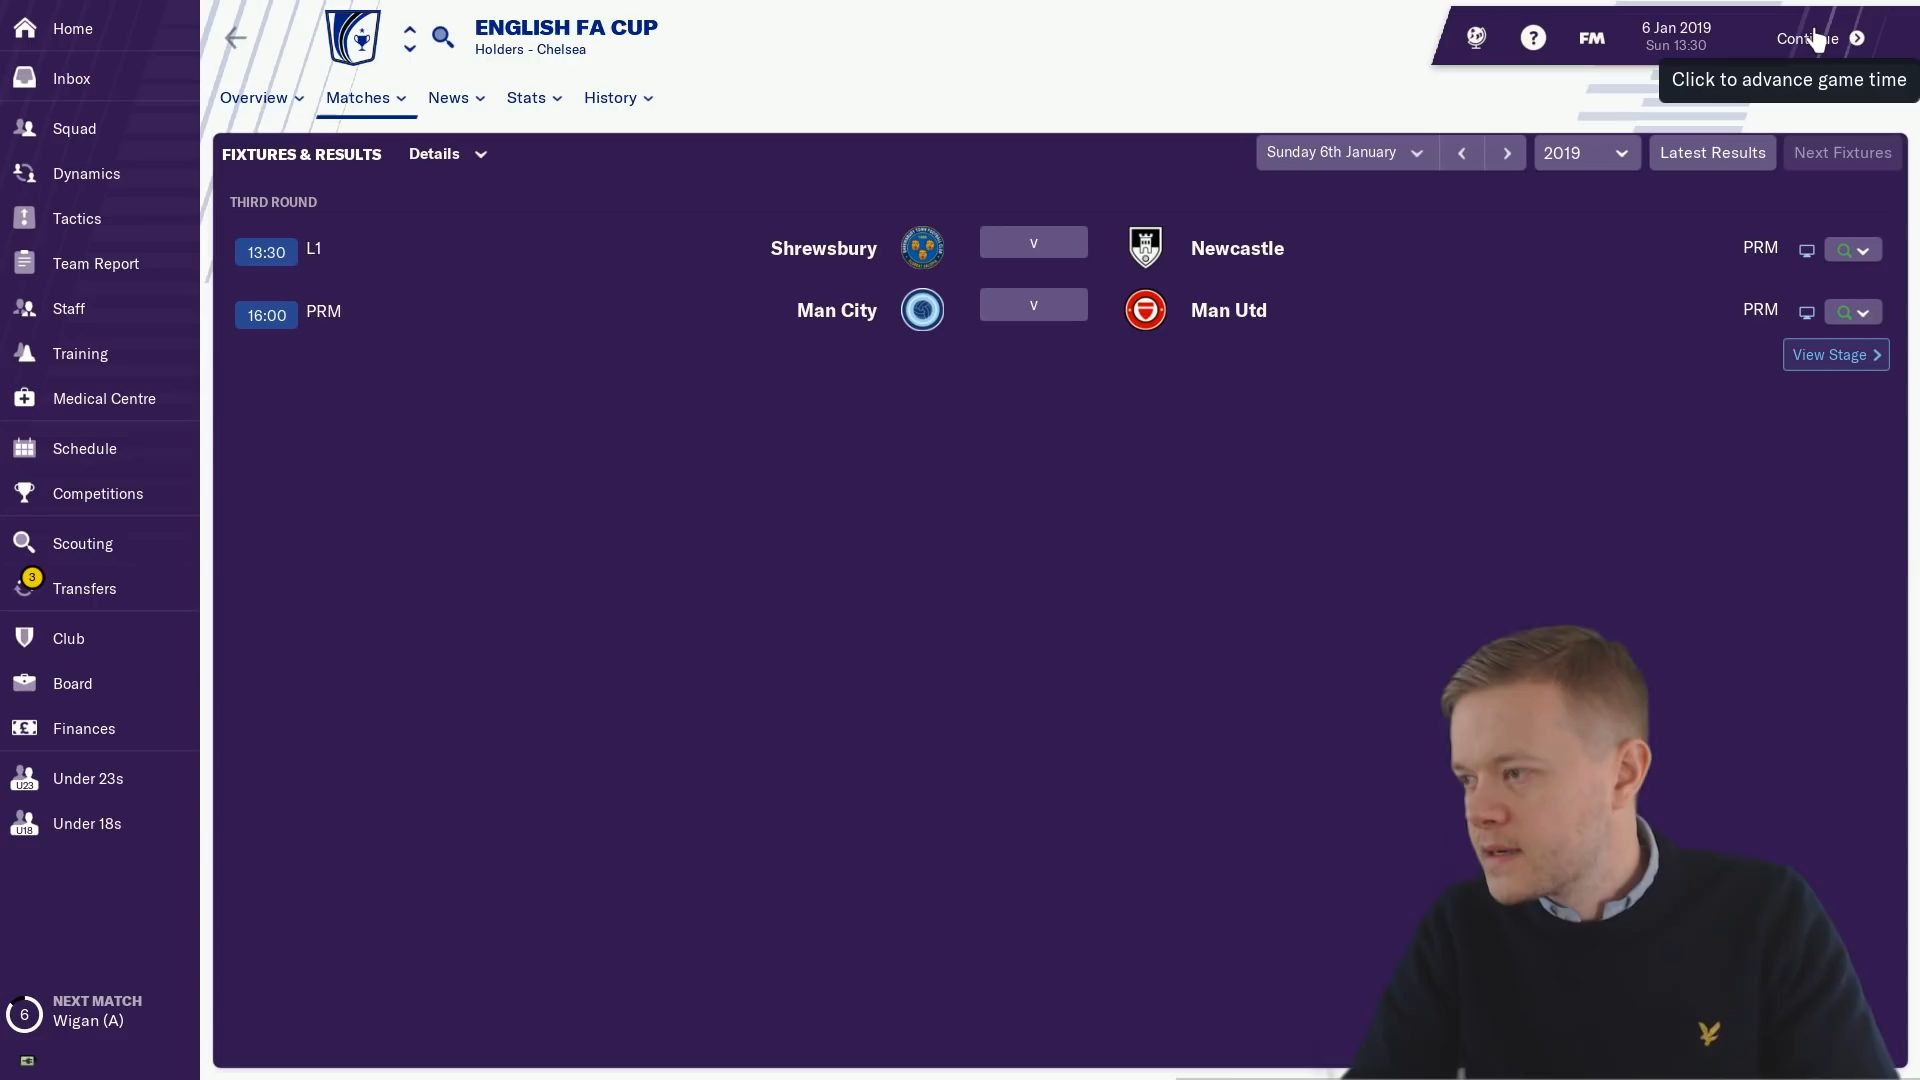 Home
Inbox
Squad
Dynamics
Tactics
Team Report
Staff
Training
Medical Centre
Schedule
Competitions
Scouting
3
Transfers
Club
Board
Finances
U23
Under 23s
U18
Under 18s
6
NEXT MATCH
Wigan (A)
ENGLISH FA CUP
Holders - Chelsea
Overview
Matches
News
Stats
History
?
FM
6 Jan 2019
Sun 13:30
Continue
Click to advance game time
FIXTURES & RESULTS
Details
Sunday 6th January
2019
Latest Results
Next Fixtures
THIRD ROUND
13:30 L1 Shrewsbury v Newcastle PRM
16:00 PRM Man City v Man Utd PRM
View Stage